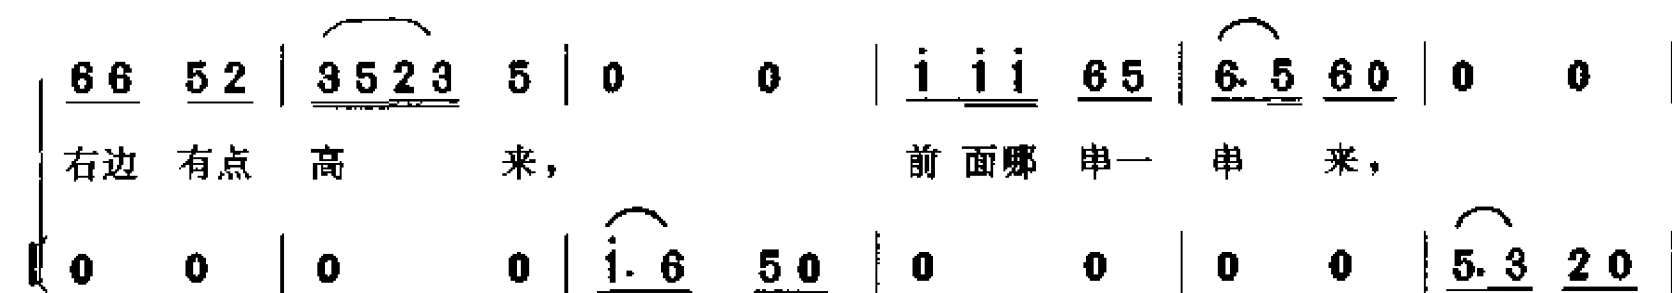 66 52 | 3523 5 | 0 0 | i ii 65 | 6. 5 60 | 0 0 |
右边 有点 高 来， 前 面哪 串一 串 来，
0 0 | 0 0 | i. 6 50 | 0 0 | 0 0 | 5. 3 20 |